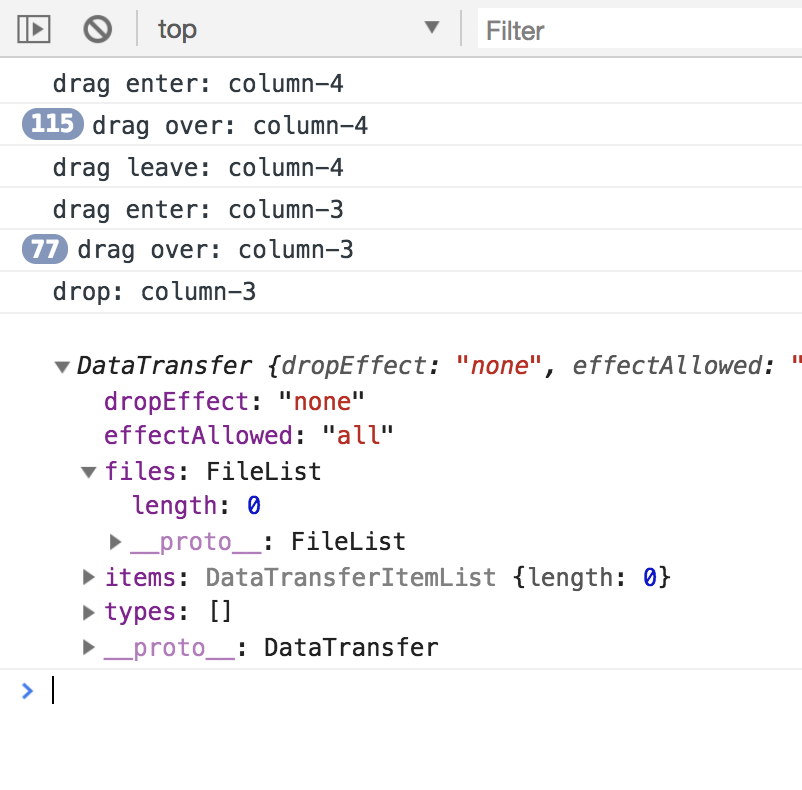 top
Filter
drag enter: column-4
115 drag over: column-4
drag leave: column-4
drag enter: column-3
77 drag over: column-3
drop: column-3
DataTransfer {dropEffect: "none", effectAllowed: "
dropEffect: "none"
effectAllowed: "all"
files: FileList
length: 0
__proto__: FileList
items: DataTransferItemList {length: 0}
types: []
__proto__: DataTransfer
>